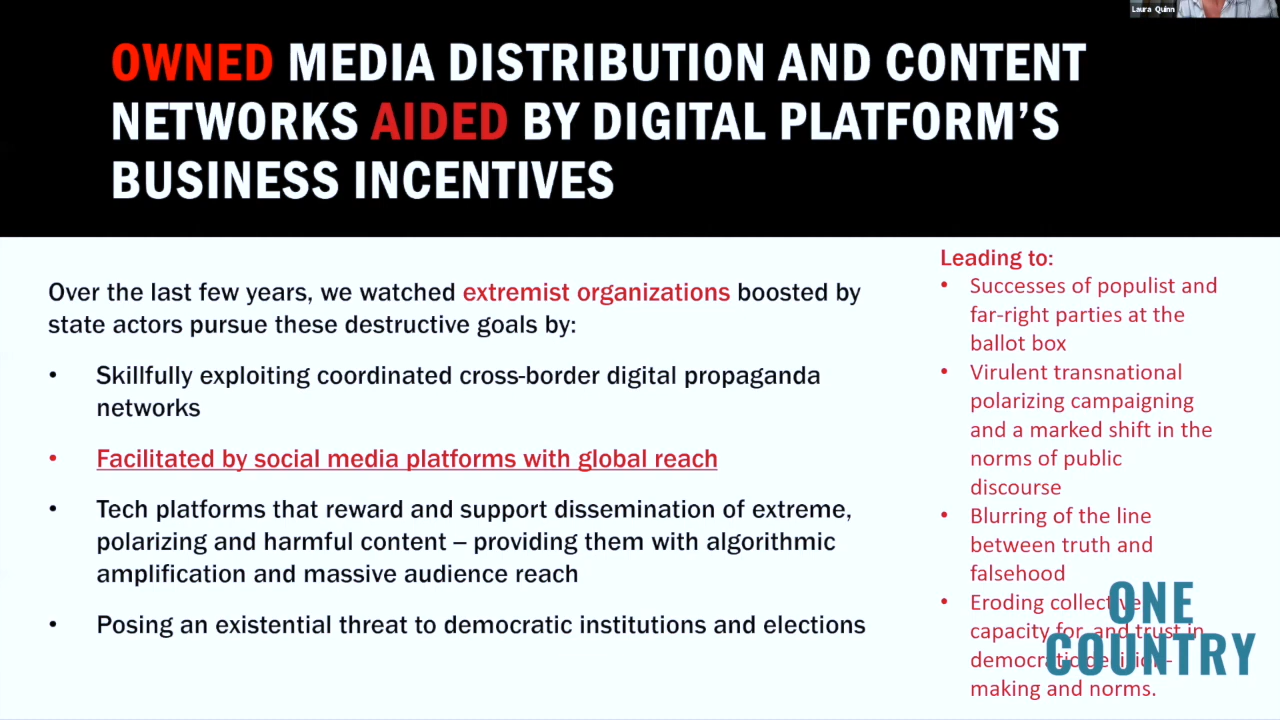 Laura Quinn
OWNED MEDIA DISTRIBUTION AND CONTENT
NETWORKS AIDED BY DIGITAL PLATFORM'S
BUSINESS INCENTIVES
Over the last few years, we watched extremist organizations boosted by
state actors pursue these destructive goals by:
• Skillfully exploiting coordinated cross-border digital propaganda
networks
• Facilitated by social media platforms with global reach
• Tech platforms that reward and support dissemination of extreme,
polarizing and harmful content – providing them with algorithmic
amplification and massive audience reach
• Posing an existential threat to democratic institutions and elections
Leading to:
• Successes of populist and
far-right parties at the
ballot box
• Virulent transnational
polarizing campaigning
and a marked shift in the
norms of public
discourse
• Blurring of the line
between truth and
falsehood
• Eroding collective
capacity for, and trust in
democratic decision-
making and norms.
ONE
COUNTRY